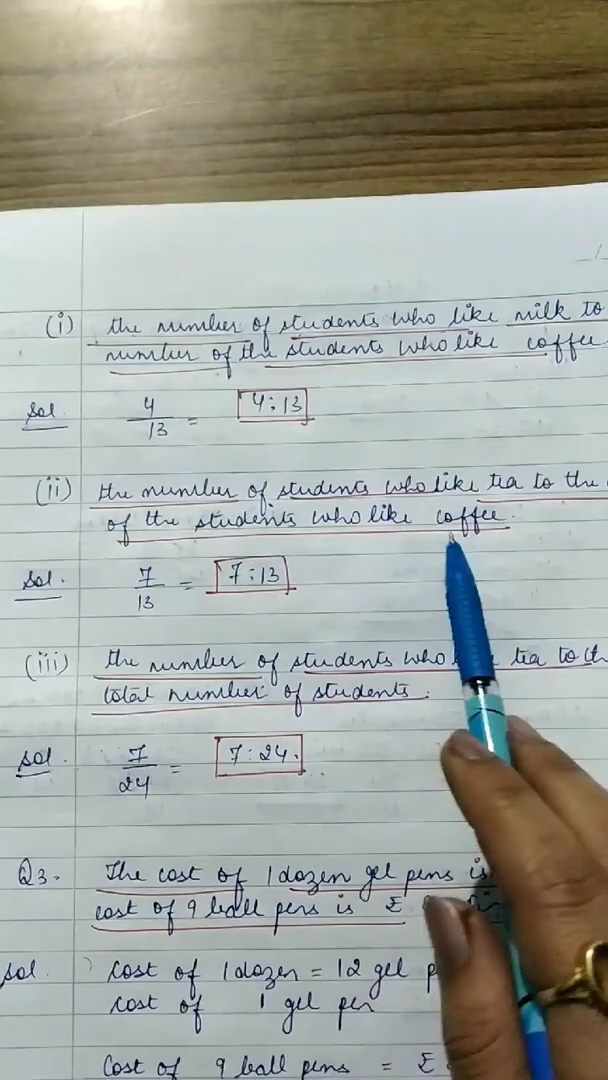 (i) the number of students who like milk to
number of the students who like coffee
Sol. 4/13 = 4:13
(ii) the number of students who like tea to the
of the students who like coffee.
Sol. 7/13 = 7:13
(iii) the number of students who tea to th
total number of students.
Sol. 7/24 = 7:24.
Q3. The cost of 1 dozen gel pens is
cost of 9 ball pens is ₹
Sol. cost of 1 dozen = 12 gel p
cost of 1 gel pen
Cost of 9 ball pens = ₹